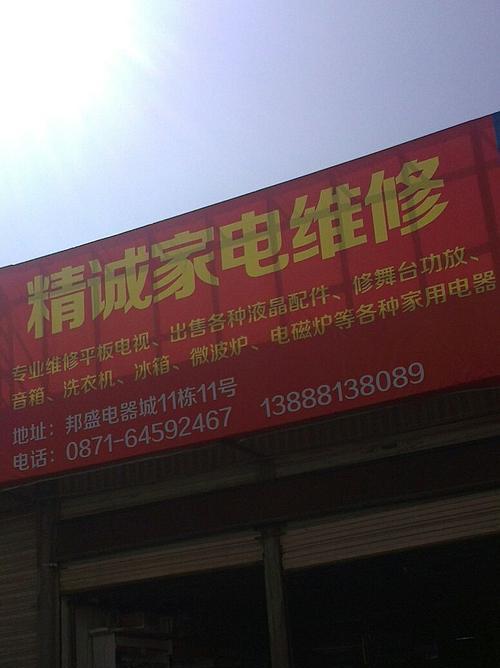 精诚家电维修
专业维修平板电视、出售各种液晶配件、修舞台功放、
音箱、洗衣机、冰箱、微波炉、电磁炉等各种家用电器
地址：邦盛电器城11栋11号
电话：0871-64592467 13888138089